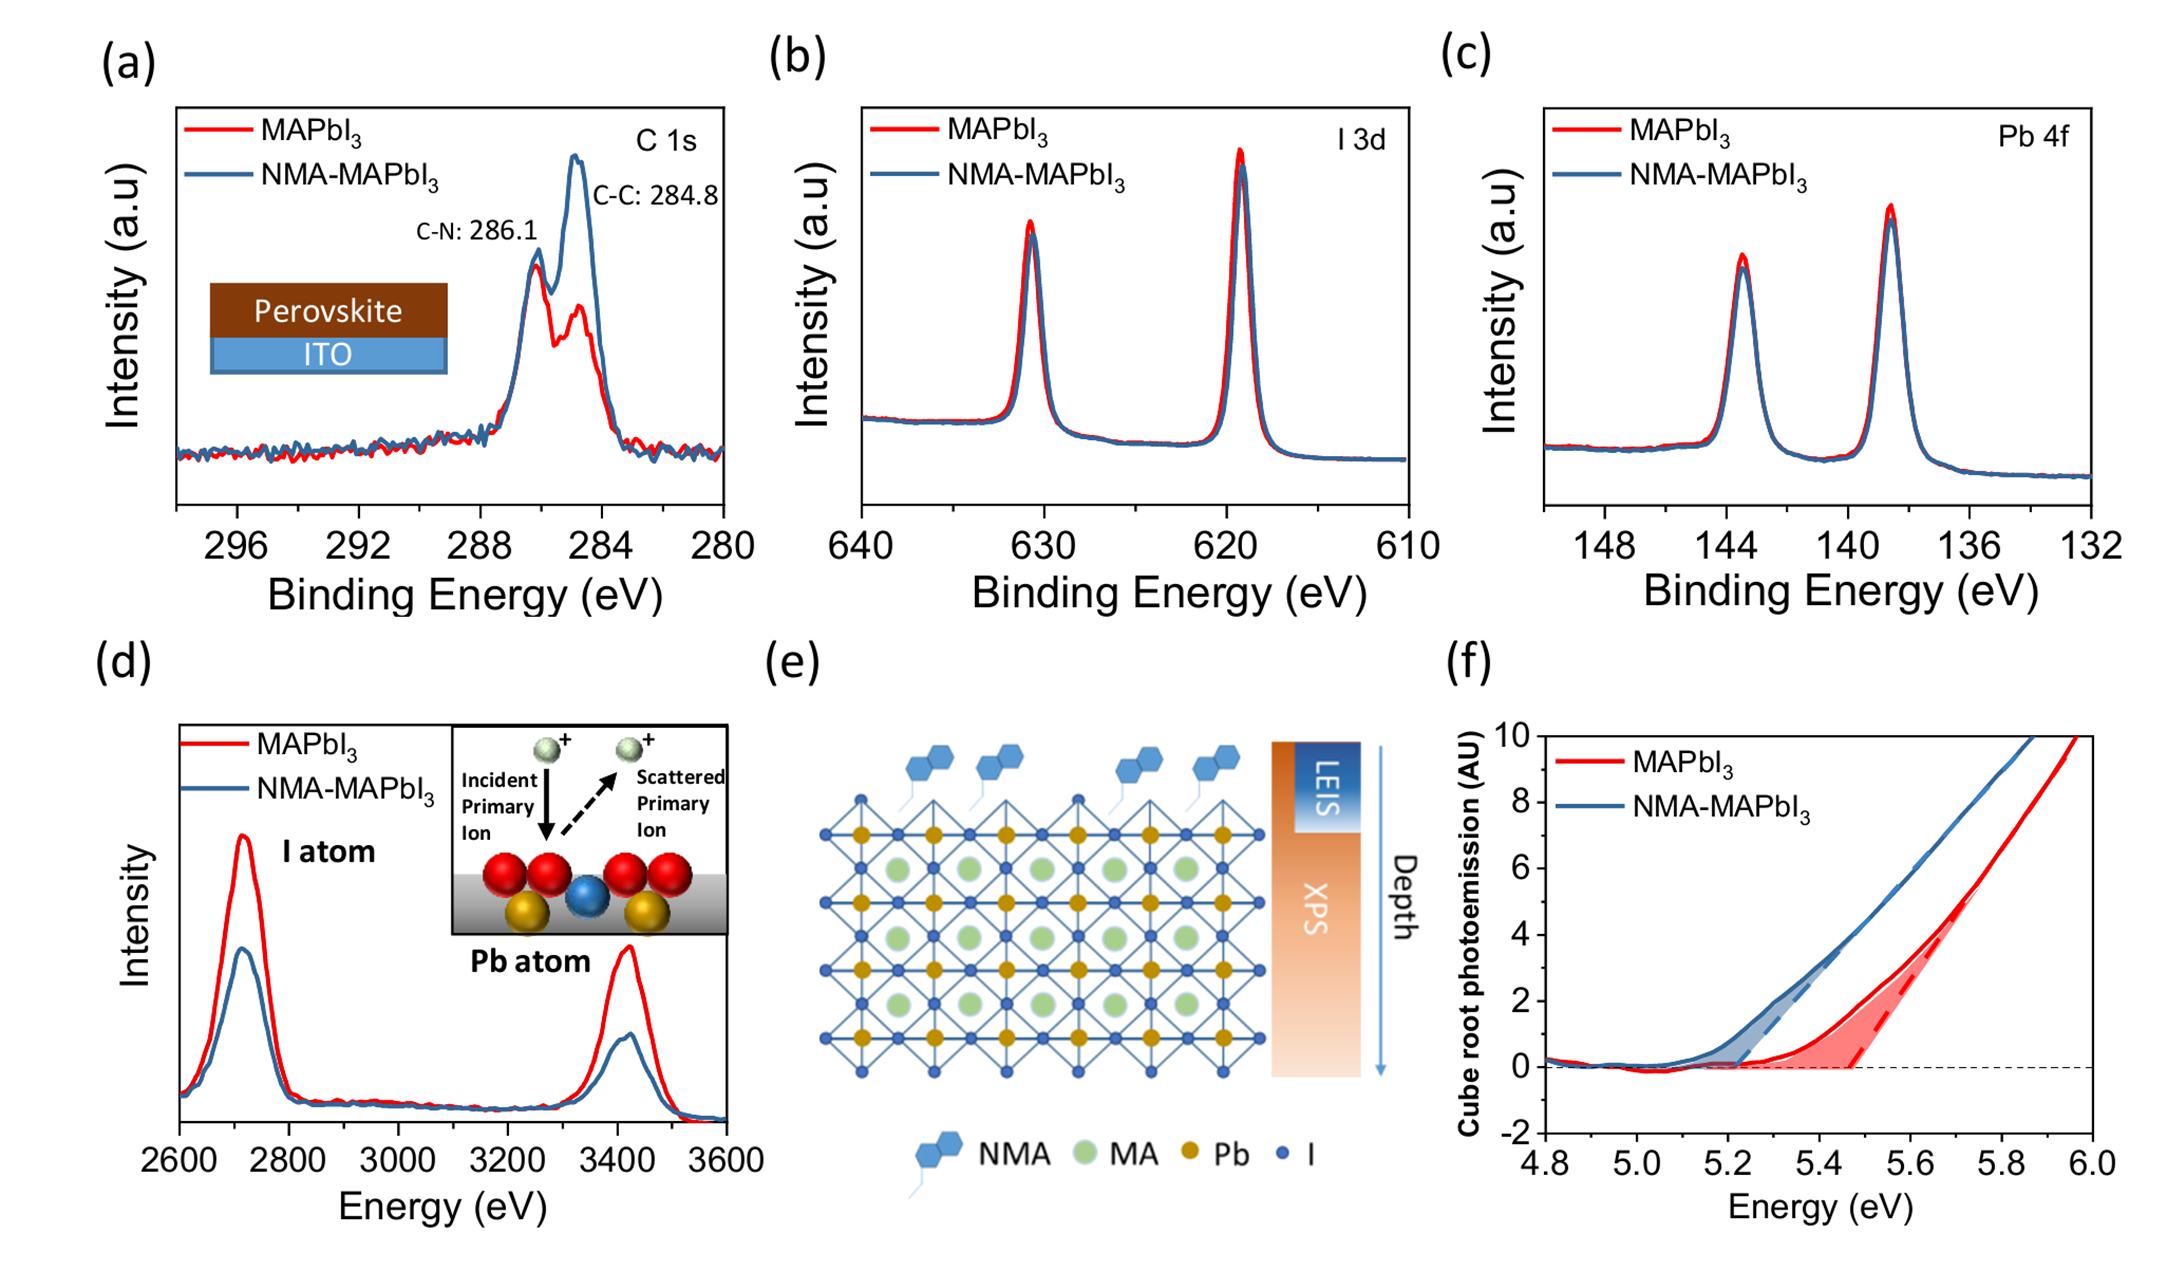 (a)
MAPbI3
NMA-MAPbI3
C 1s
C-C: 284.8
C-N: 286.1
Perovskite
ITO
Intensity (a.u)
296 292 288 284 280
Binding Energy (eV)
(b)
MAPbI3
NMA-MAPbI3
I 3d
Intensity (a.u)
640 630 620 610
Binding Energy (eV)
(c)
MAPbI3
NMA-MAPbI3
Pb 4f
Intensity (a.u)
148 144 140 136 132
Binding Energy (eV)
(d)
MAPbI3
NMA-MAPbI3
I atom
Pb atom
+
+
Incident
Primary
Ion
Scattered
Primary
Ion
Intensity
2600 2800 3000 3200 3400 3600
Energy (eV)
(e)
LEIS
XPS
Depth
NMA MA Pb I
(f)
MAPbI3
NMA-MAPbI3
Cube root photoemission (AU)
10
8
6
4
2
0
-2
4.8 5.0 5.2 5.4 5.6 5.8 6.0
Energy (eV)